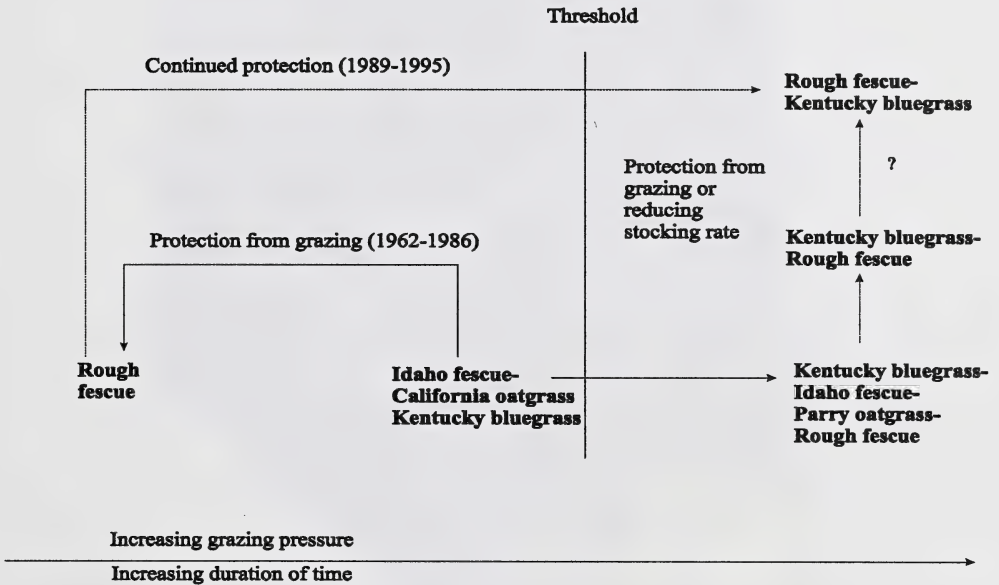 Threshold
Continued protection (1989-1995)
Rough fescue-
Kentucky bluegrass
Protection from
grazing or
reducing
stocking rate
?
Protection from grazing (1962-1986)
Kentucky bluegrass-
Rough fescue
Rough
fescue
Idaho fescue-
California oatgrass
Kentucky bluegrass
Kentucky bluegrass-
Idaho fescue-
Parry oatgrass-
Rough fescue
Increasing grazing pressure
Increasing duration of time